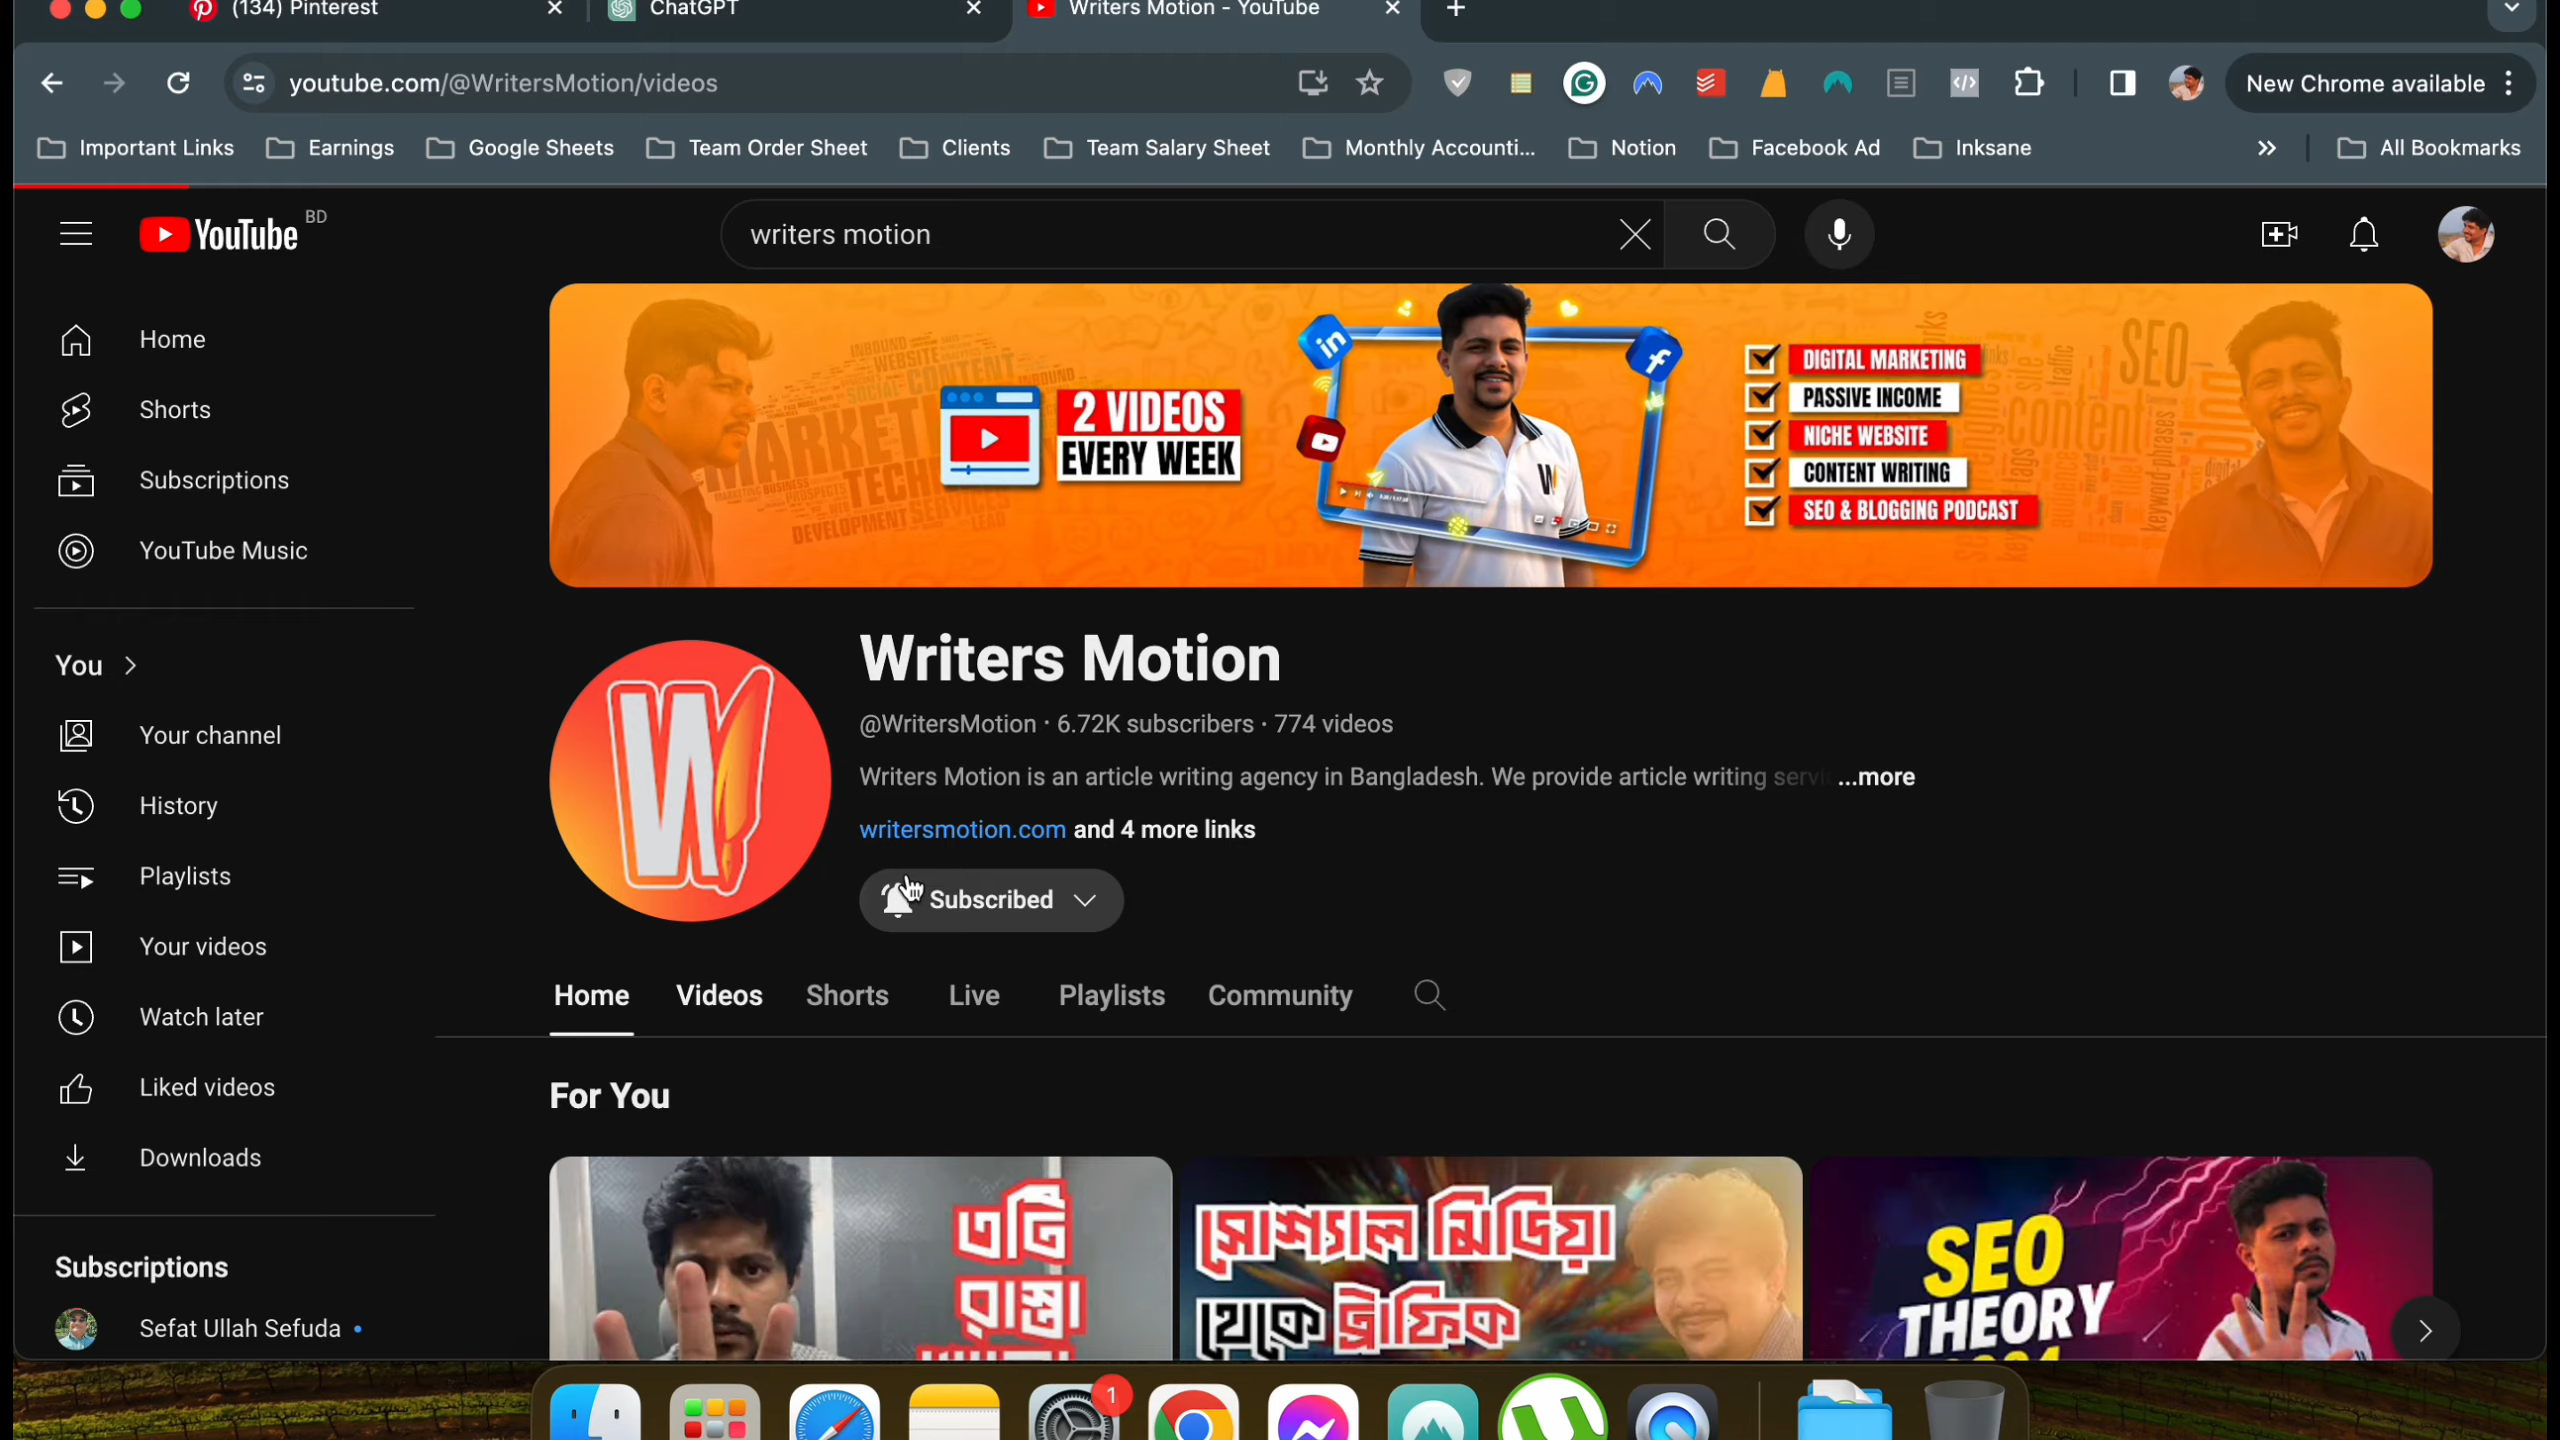 (134) Pinterest
ChatGPT
Writers Motion - YouTube
youtube.com/@WritersMotion/videos
New Chrome available
Important Links
Earnings
Google Sheets
Team Order Sheet
Clients
Team Salary Sheet
Monthly Accounti...
Notion
Facebook Ad
Inksane
All Bookmarks
YouTube BD
writers motion
Home
Shorts
Subscriptions
YouTube Music
You
Your channel
History
Playlists
Your videos
Watch later
Liked videos
Downloads
Subscriptions
Sefat Ullah Sefuda
2 VIDEOS
EVERY WEEK
DIGITAL MARKETING
PASSIVE INCOME
NICHE WEBSITE
CONTENT WRITING
SEO & BLOGGING PODCAST
Writers Motion
@WritersMotion · 6.72K subscribers · 774 videos
Writers Motion is an article writing agency in Bangladesh. We provide article writing servi ...more
writersmotion.com and 4 more links
Subscribed
Home
Videos
Shorts
Live
Playlists
Community
For You
রাস্তা
সোশ্যাল মিডিয়া
থেকে ট্রাফিক
SEO
THEORY
1